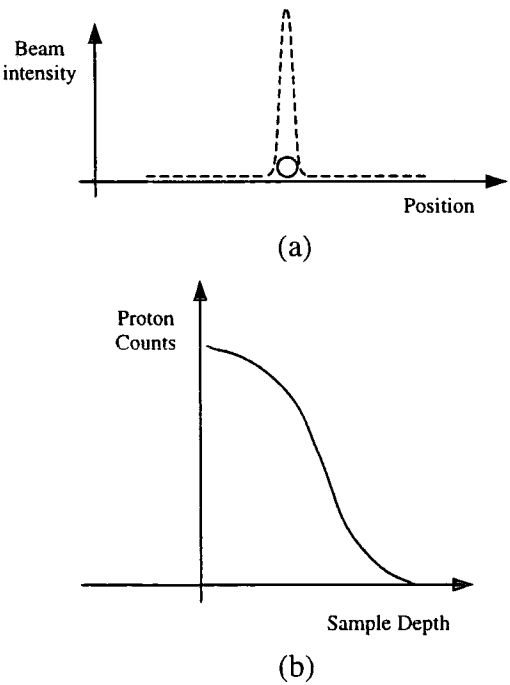 Beam
intensity
Position
(a)
Proton
Counts
Sample Depth
(b)